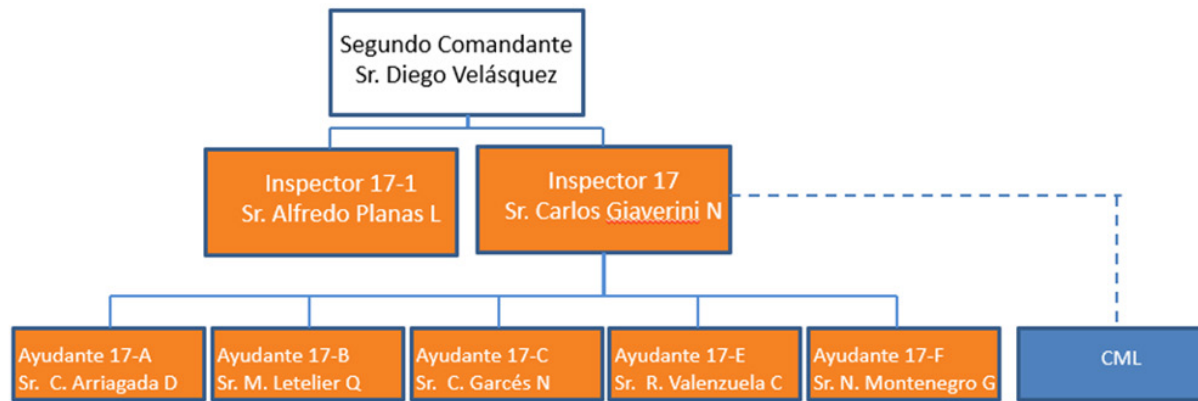 Segundo Comandante
Sr. Diego Velásquez
Inspector 17-1
Sr. Alfredo Planas L
Inspector 17
Sr. Carlos Giaverini N
Ayudante 17-A
Sr. C. Arriagada D
Ayudante 17-B
Sr. M. Letelier Q
Ayudante 17-C
Sr. C. Garcés N
Ayudante 17-E
Sr. R. Valenzuela C
Ayudante 17-F
Sr. N. Montenegro G
CML